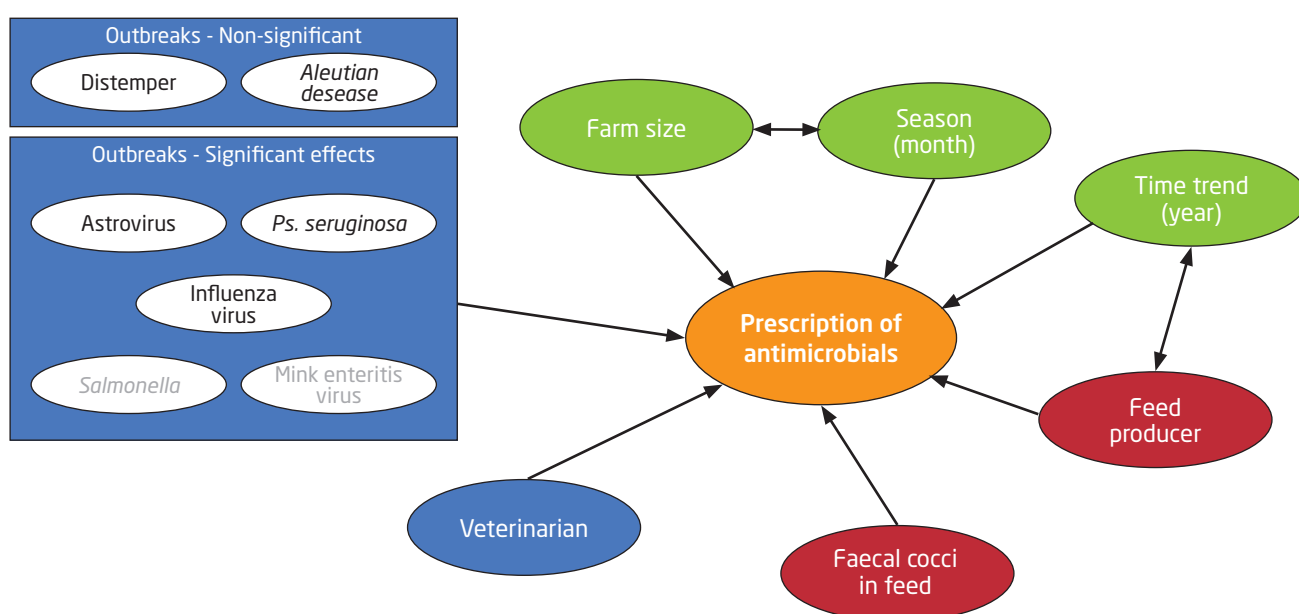 Outbreaks - Non-significant
Distemper
Aleutian
desease
Outbreaks - Significant effects
Astrovirus
Ps. seruginosa
Influenza
virus
Salmonella
Mink enteritis
virus
Farm size
Season
(month)
Time trend
(year)
Prescription of
antimicrobials
Feed
producer
Veterinarian
Faecal cocci
in feed